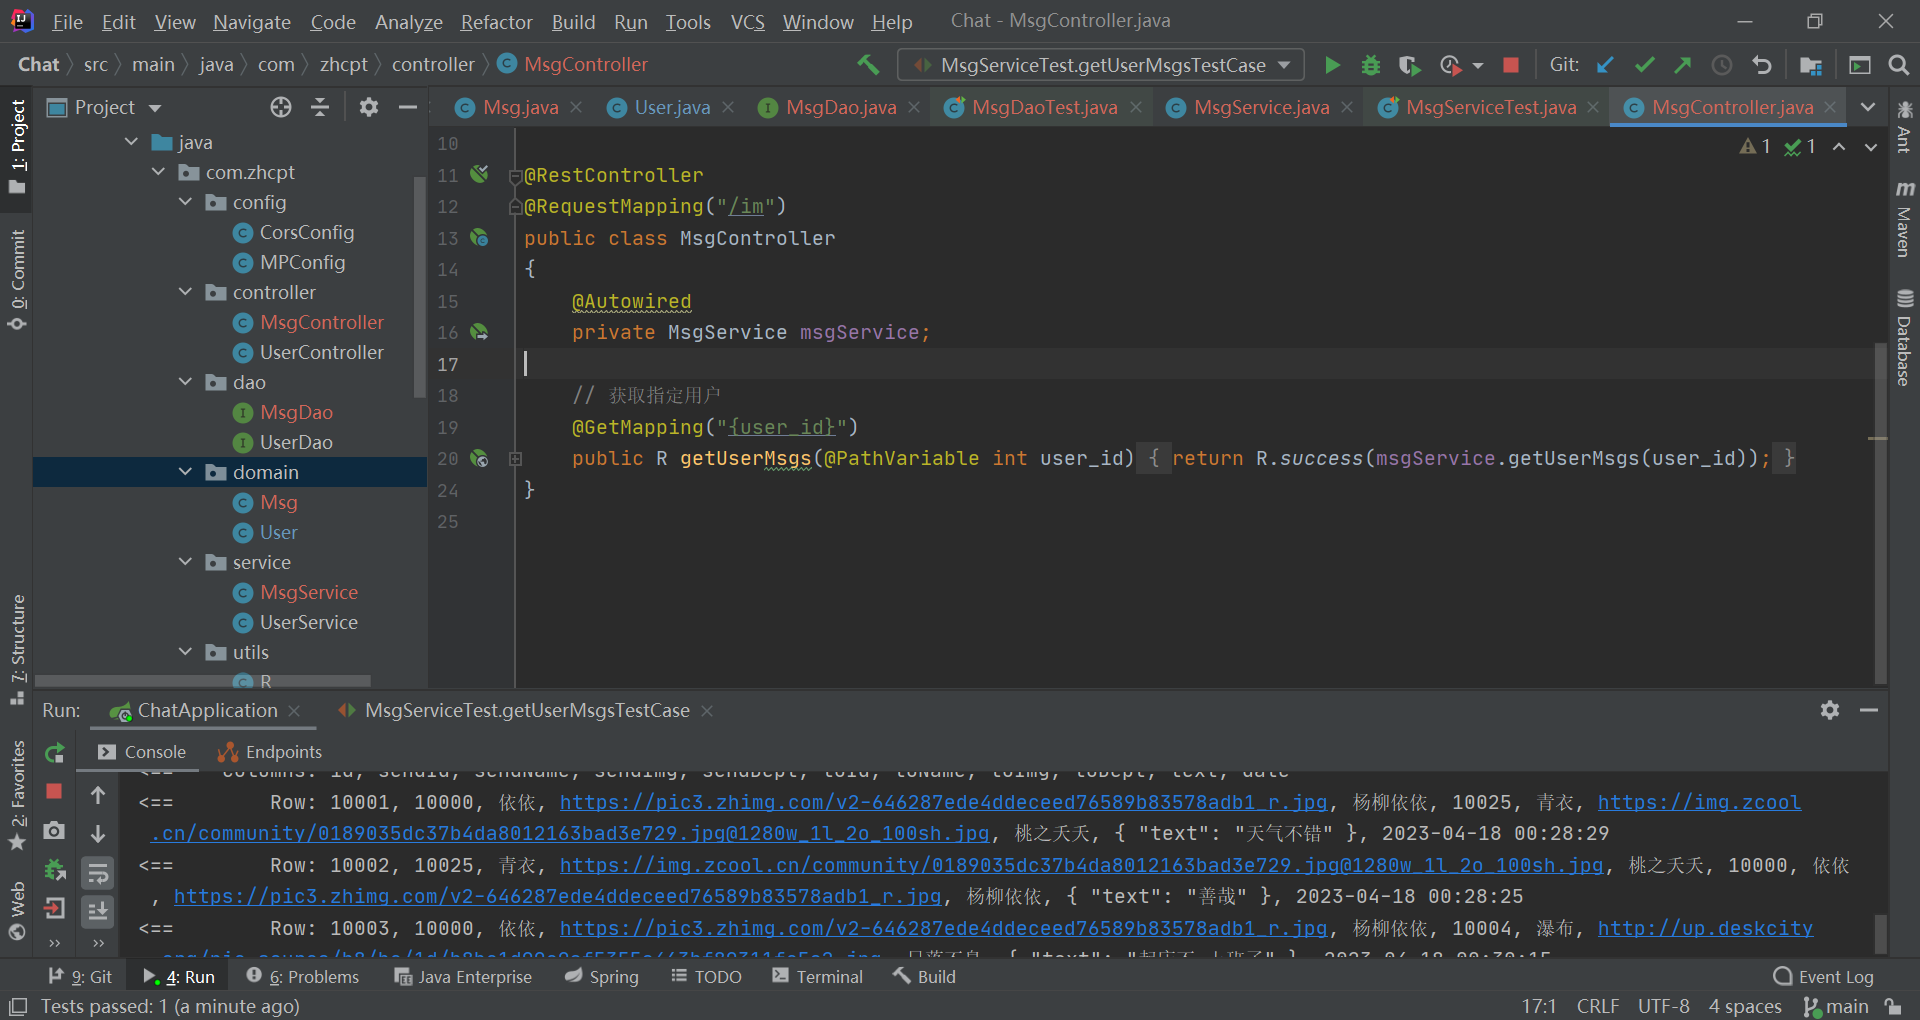 File Edit View Navigate Code Analyze Refactor Build Run Tools VCS Window Help Chat - MsgController.java
Chat src main java com zhcpt controller MsgController MsgServiceTest.getUserMsgsTestCase Git:
Project
Msg.java User.java MsgDao.java MsgDaoTest.java MsgService.java MsgServiceTest.java MsgController.java
1: Project
0: Commit
7: Structure
2: Favorites
Web
Ant
Maven
Database
java
com.zhcpt
config
CorsConfig
MPConfig
controller
MsgController
UserController
dao
MsgDao
UserDao
domain
Msg
User
service
MsgService
UserService
utils
R
1 1
10
11 @RestController
12 @RequestMapping("/im")
13 public class MsgController
14 {
15 @Autowired
16 private MsgService msgService;
17
18 // 获取指定用户
19 @GetMapping("{user_id}")
20 public R getUserMsgs(@PathVariable int user_id) { return R.success(msgService.getUserMsgs(user_id)); }
24 }
25
Run: ChatApplication MsgServiceTest.getUserMsgsTestCase
Console Endpoints
<== Columns: id, sendId, sendName, sendImg, sendDept, toId, toName, toImg, toDept, text, date
<== Row: 10001, 10000, 依依, https://pic3.zhimg.com/v2-646287ede4ddeceed76589b83578adb1_r.jpg, 杨柳依依, 10025, 青衣, https://img.zcool
.cn/community/0189035dc37b4da8012163bad3e729.jpg@1280w_1l_2o_100sh.jpg, 桃之夭夭, { "text": "天气不错" }, 2023-04-18 00:28:29
<== Row: 10002, 10025, 青衣, https://img.zcool.cn/community/0189035dc37b4da8012163bad3e729.jpg@1280w_1l_2o_100sh.jpg, 桃之夭夭, 10000, 依依
, https://pic3.zhimg.com/v2-646287ede4ddeceed76589b83578adb1_r.jpg, 杨柳依依, { "text": "善哉" }, 2023-04-18 00:28:25
<== Row: 10003, 10000, 依依, https://pic3.zhimg.com/v2-646287ede4ddeceed76589b83578adb1_r.jpg, 杨柳依依, 10004, 瀑布, http://up.deskcity
9: Git 4: Run 6: Problems Java Enterprise Spring TODO Terminal Build Event Log
Tests passed: 1 (a minute ago) 17:1 CRLF UTF-8 4 spaces main